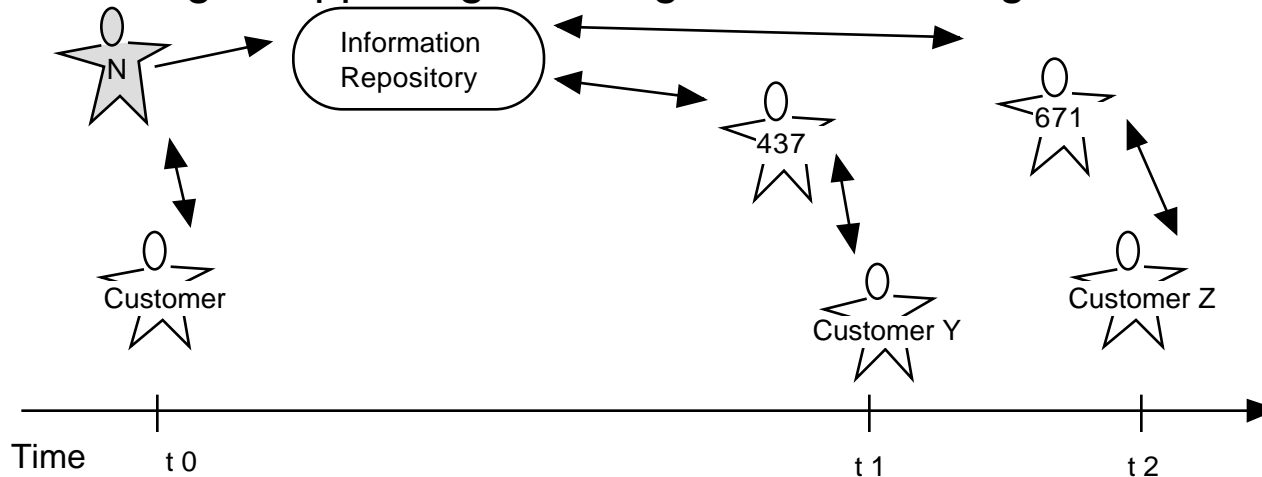 N
Information
Repository
437
671
Customer
Customer Y
Customer Z
Time
t 0
t 1
t 2